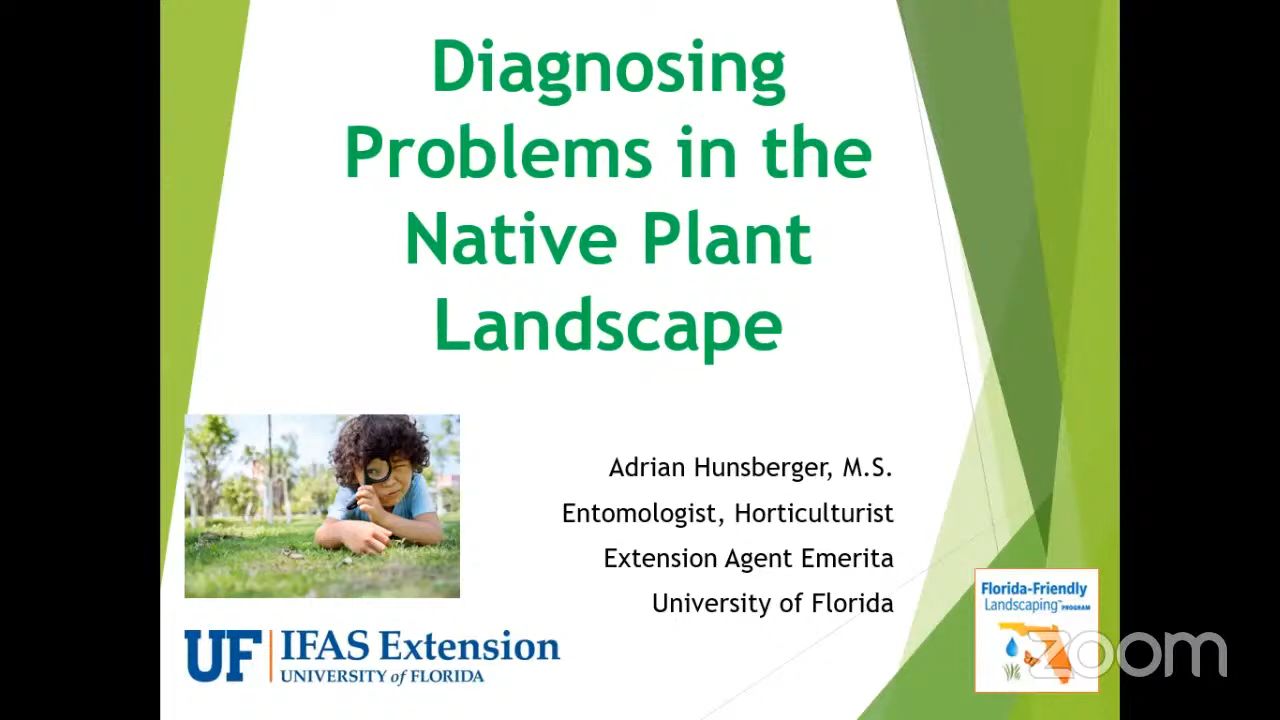 Diagnosing
Problems in the
Native Plant
Landscape
Adrian Hunsberger, M.S.
Entomologist, Horticulturist
Extension Agent Emerita
University of Florida
UF | IFAS Extension
UNIVERSITY of FLORIDA
Florida-Friendly
Landscaping™ PROGRAM
zoom